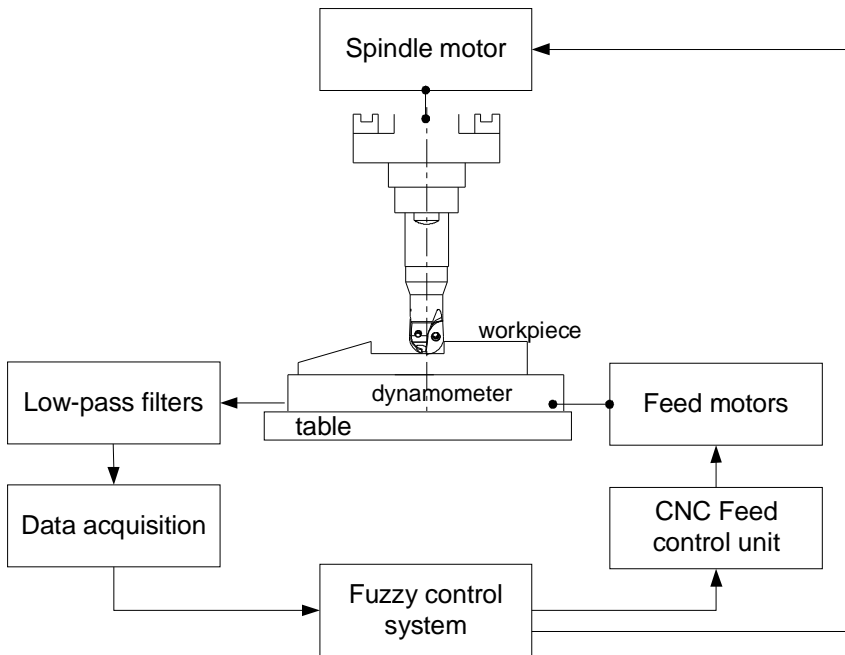 Spindle motor
workpiece
Low-pass filters
dynamometer
Feed motors
table
Data acquisition
CNC Feed
control unit
Fuzzy control
system